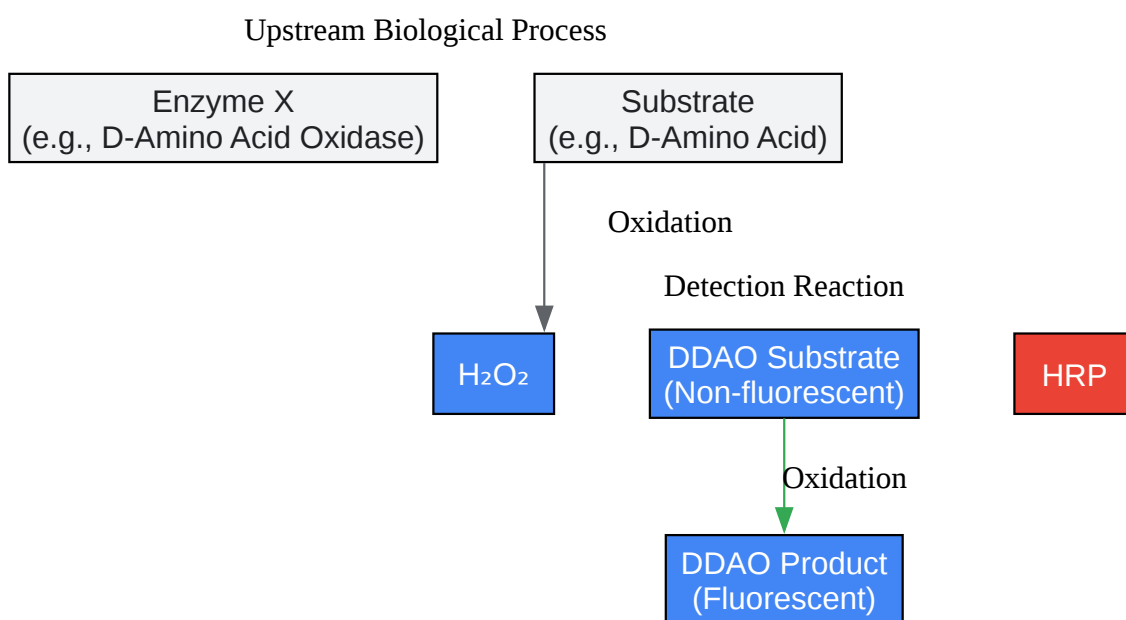 Upstream Biological Process
Enzyme X
(e.g., D-Amino Acid Oxidase)
Substrate
(e.g., D-Amino Acid)
Oxidation
Detection Reaction
H₂O₂
DDAO Substrate
(Non-fluorescent)
HRP
Oxidation
DDAO Product
(Fluorescent)